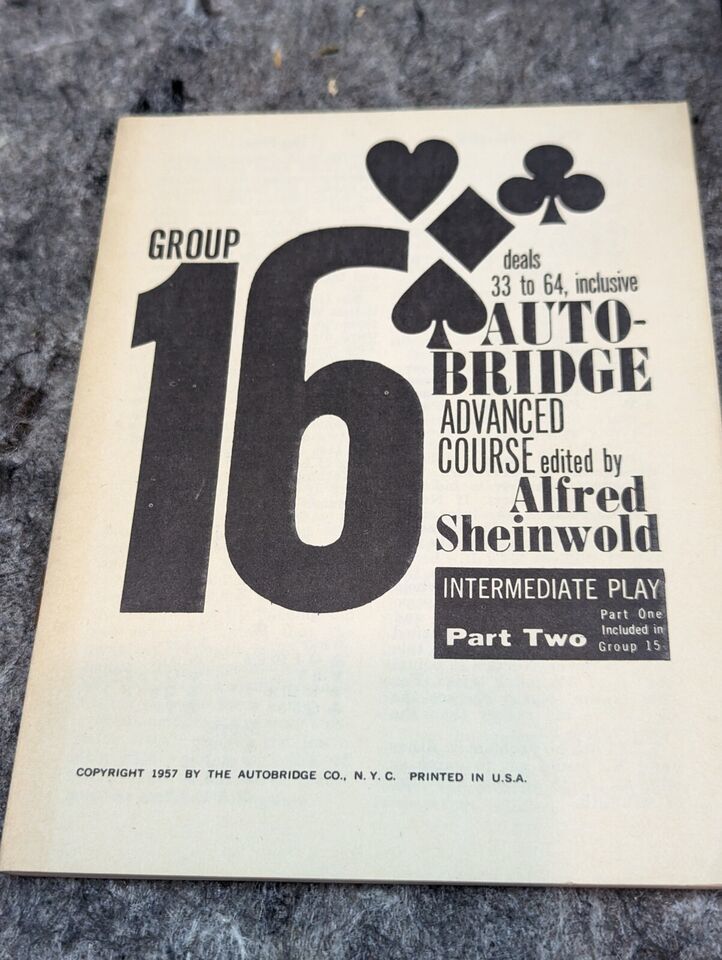 GROUP
16
deals
33 to 64, inclusive
AUTO-
BRIDGE
ADVANCED
COURSE edited by
Alfred
Sheinwold
INTERMEDIATE PLAY
Part Two
Part One
Included in
Group 15
COPYRIGHT 1957 BY THE AUTOBRIDGE CO., N.Y.C. PRINTED IN U.S.A.